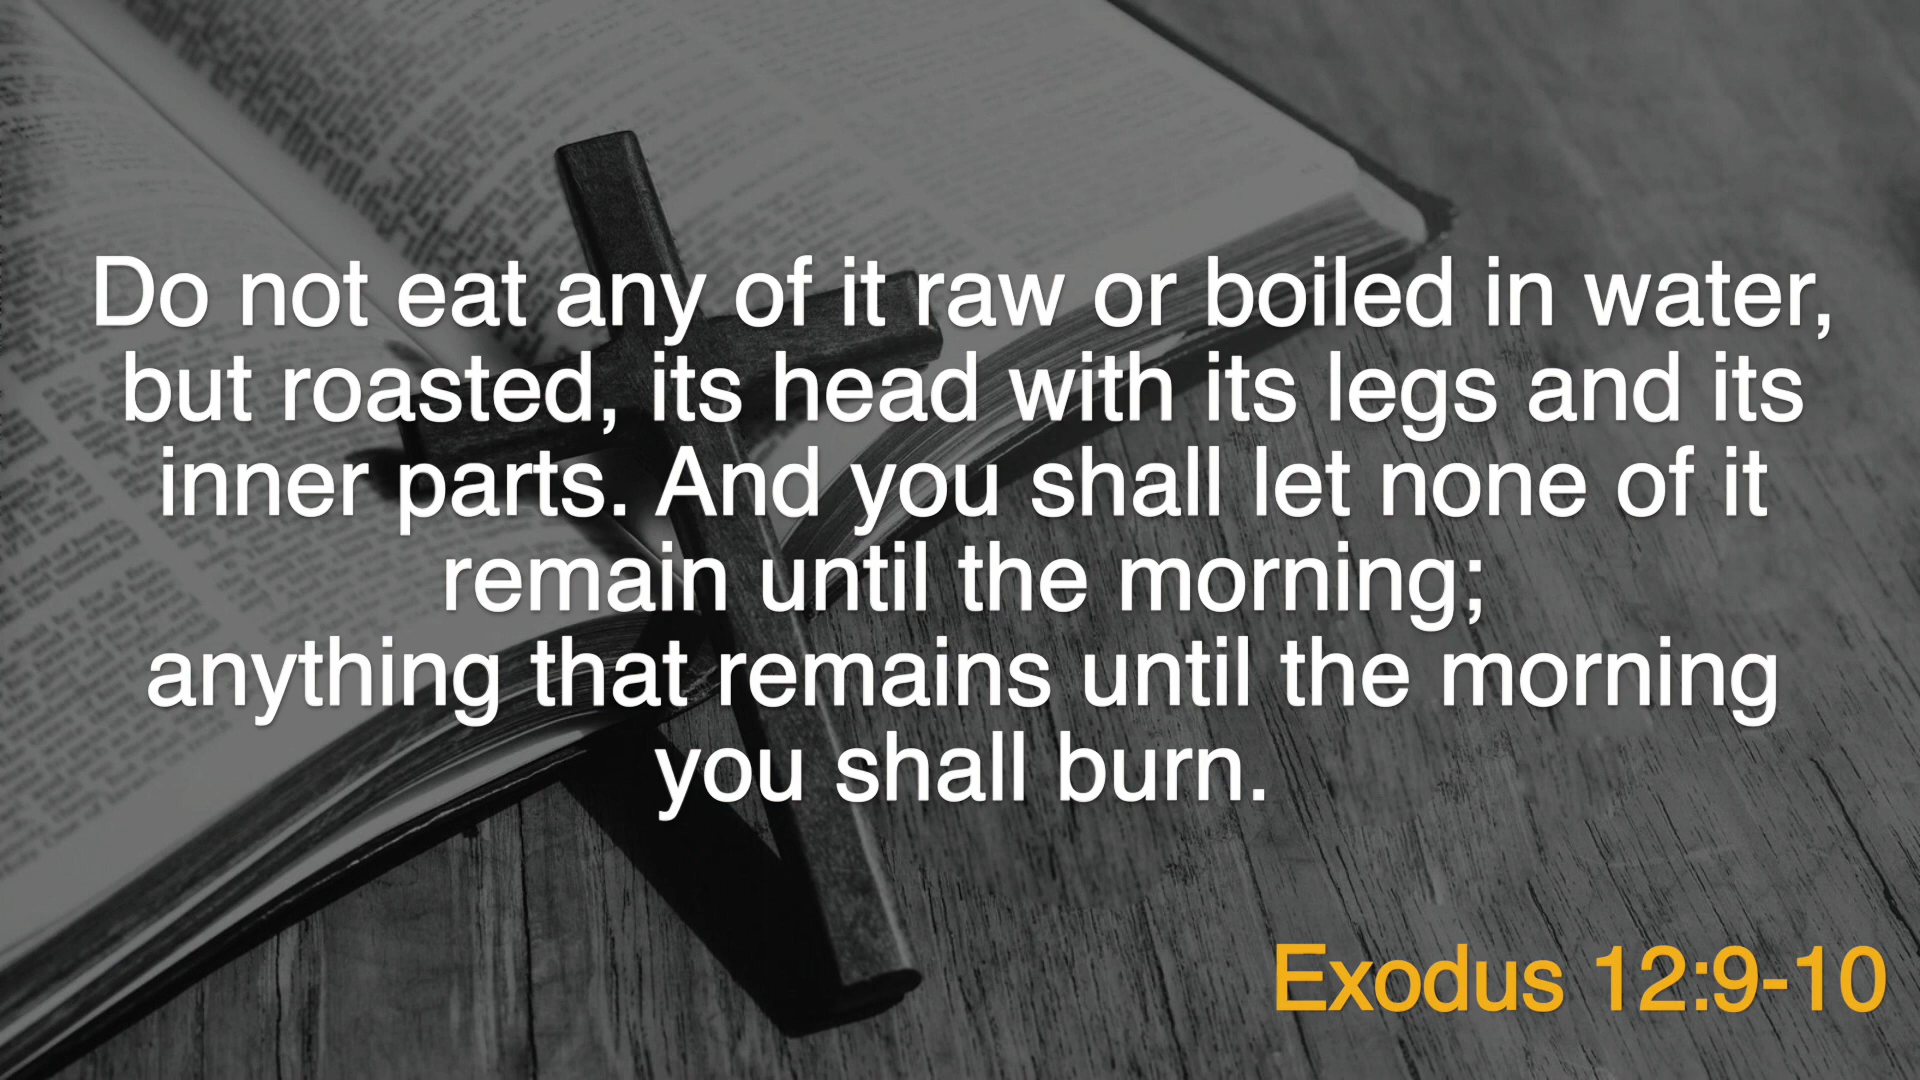 Do not eat any of it raw or boiled in water,
but roasted, its head with its legs and its
inner parts. And you shall let none of it
remain until the morning;
anything that remains until the morning
you shall burn.
Exodus 12:9-10